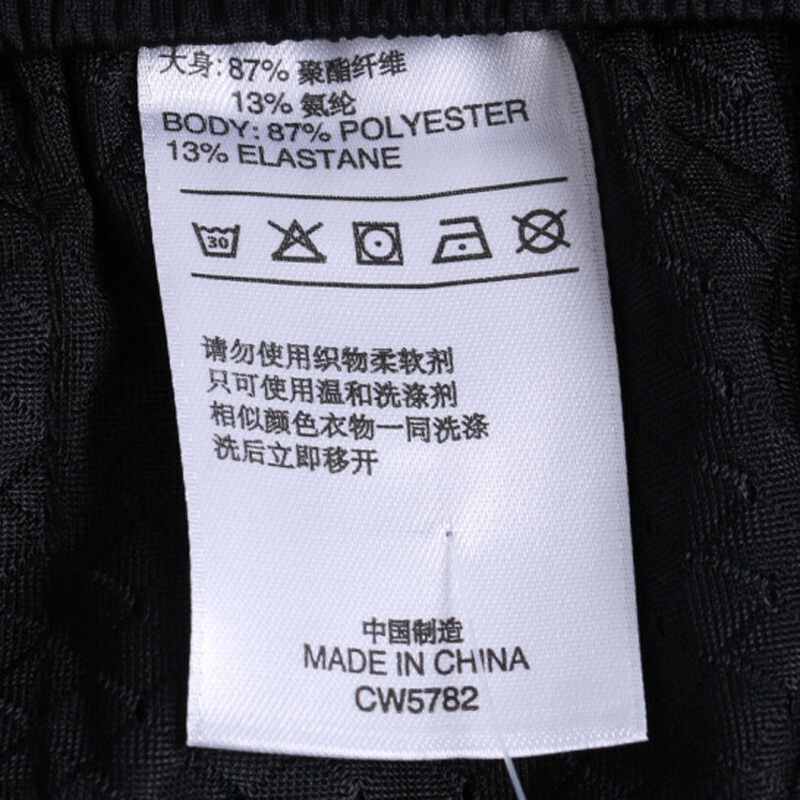 大身: 87% 聚酯纤维
13% 氨纶
BODY: 87% POLYESTER
13% ELASTANE
30
请勿使用织物柔软剂
只可使用温和洗涤剂
相似颜色衣物一同洗涤
洗后立即移开
中国制造
MADE IN CHINA
CW5782